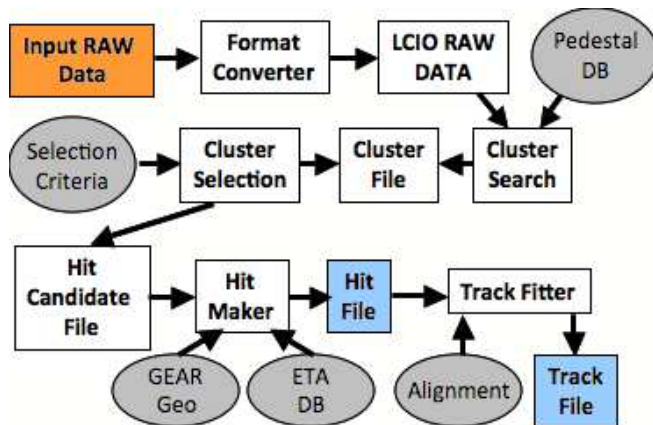 Input RAW
Data
Format
Converter
LCIO RAW
DATA
Pedestal
DB
Selection
Criteria
Cluster
Selection
Cluster
File
Cluster
Search
Hit
Candidate
File
Hit
Maker
Hit
File
Track Fitter
GEAR
Geo
ETA
DB
Alignment
Track
File